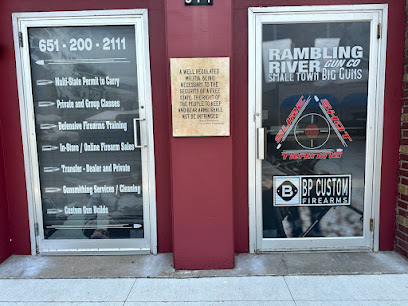 651 - 200 - 2111
Multi-State Permit to Carry
Private and Group Classes
Defensive Firearms Training
In-Store / Online Firearm Sales
Transfer - Dealer and Private
Gunsmithing Services / Cleaning
Custom Gun Builds
A WELL REGULATED
MILITIA, BEING
NECESSARY TO THE
SECURITY OF A FREE
STATE, THE RIGHT OF
THE PEOPLE TO KEEP
AND BEAR ARMS, SHALL
NOT BE INFRINGED.
RAMBLING
RIVER GUN CO
SMALL TOWN BIG GUNS
SURE SHOT
TRAINING
B
BP CUSTOM
FIREARMS